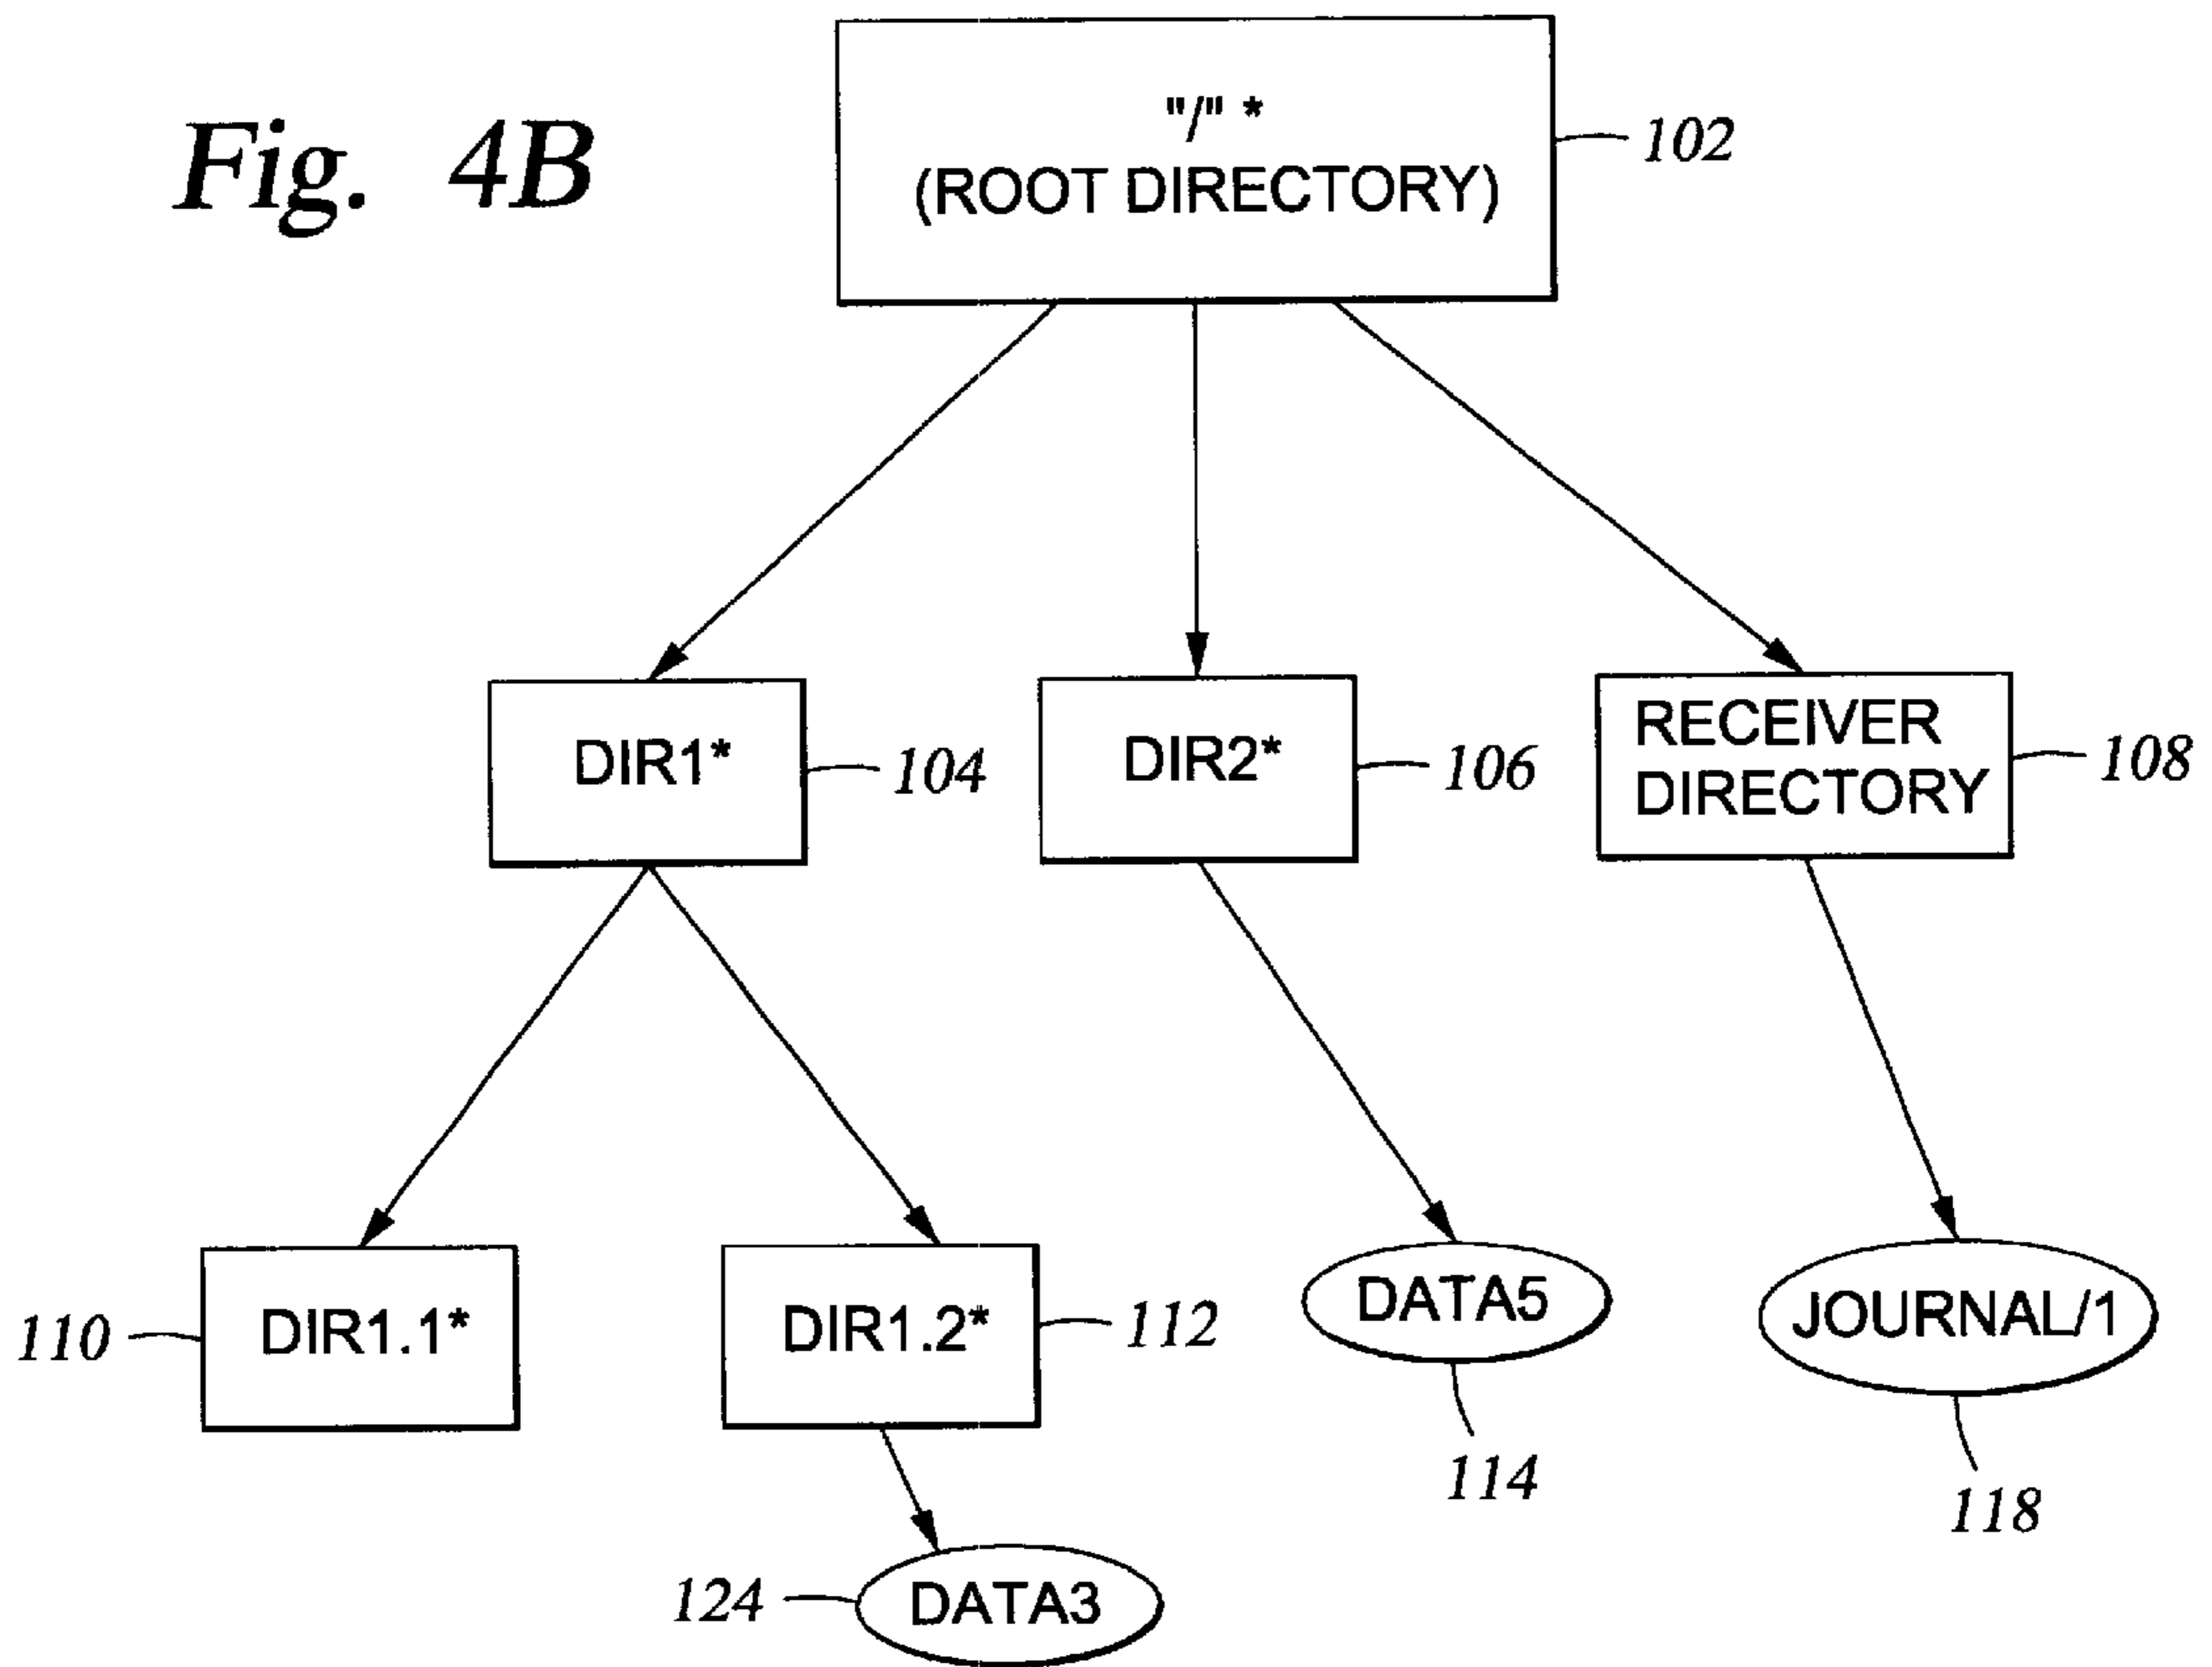 Fig. 4B
"/" *
(ROOT DIRECTORY)
102
DIR1*
104
DIR2*
106
RECEIVER
DIRECTORY
108
110
DIR1.1*
DIR1.2*
112
DATA5
114
JOURNAL/1
118
124
DATA3